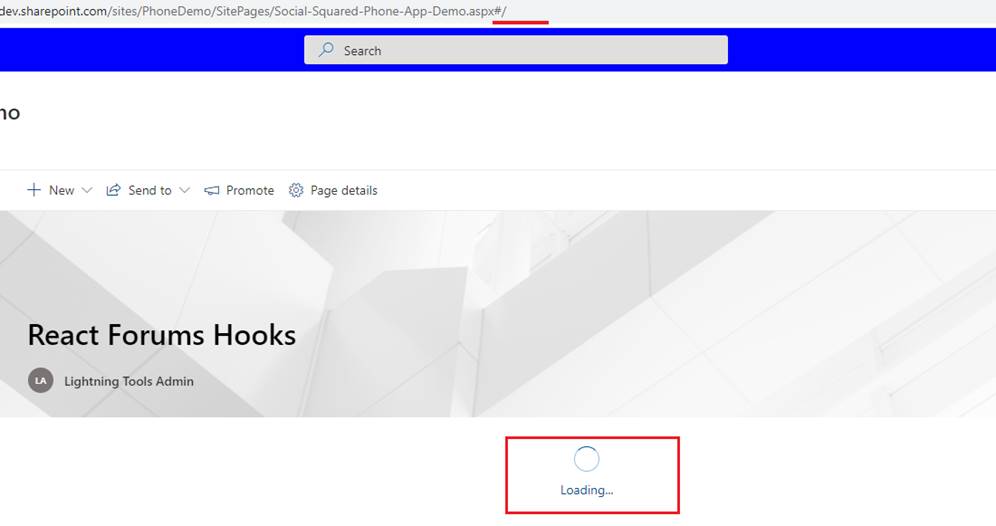 dev.sharepoint.com/sites/PhoneDemo/SitePages/Social-Squared-Phone-App-Demo.aspx#/
Search
no
New Send to Promote Page details
React Forums Hooks
LA Lightning Tools Admin
Loading...